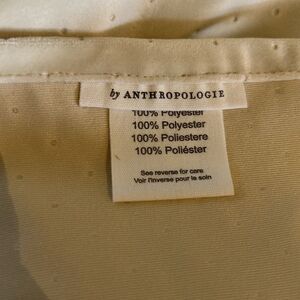 by ANTHROPOLOGIE
100% Polyester
100% Polyester
100% Poliestere
100% Poliéster
See reverse for care
Voir l'inverse pour le soin